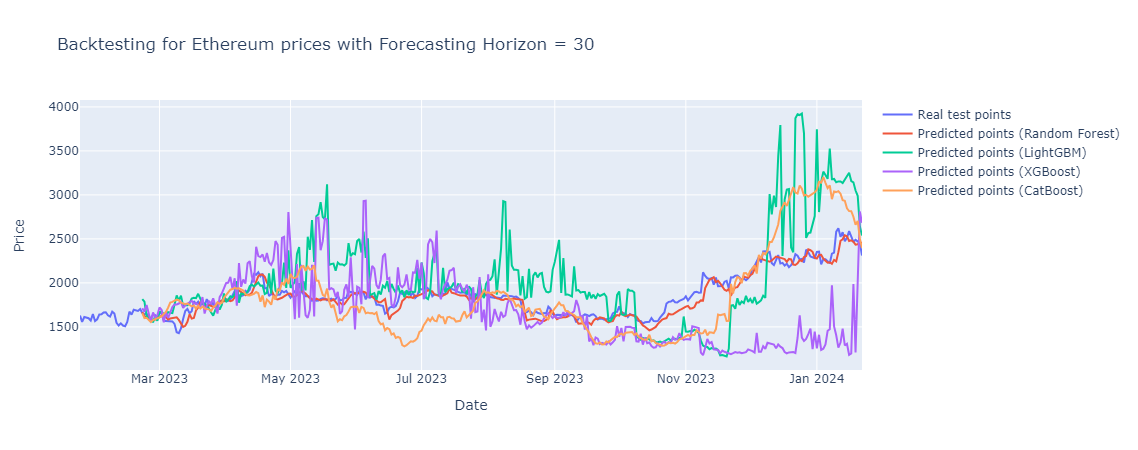 Backtesting for Ethereum prices with Forecasting Horizon = 30
4000
3500
3000
2500
2000
1500
Price
Mar 2023
May 2023
Jul 2023
Sep 2023
Nov 2023
Jan 2024
Date
Real test points
Predicted points (Random Forest)
Predicted points (LightGBM)
Predicted points (XGBoost)
Predicted points (CatBoost)